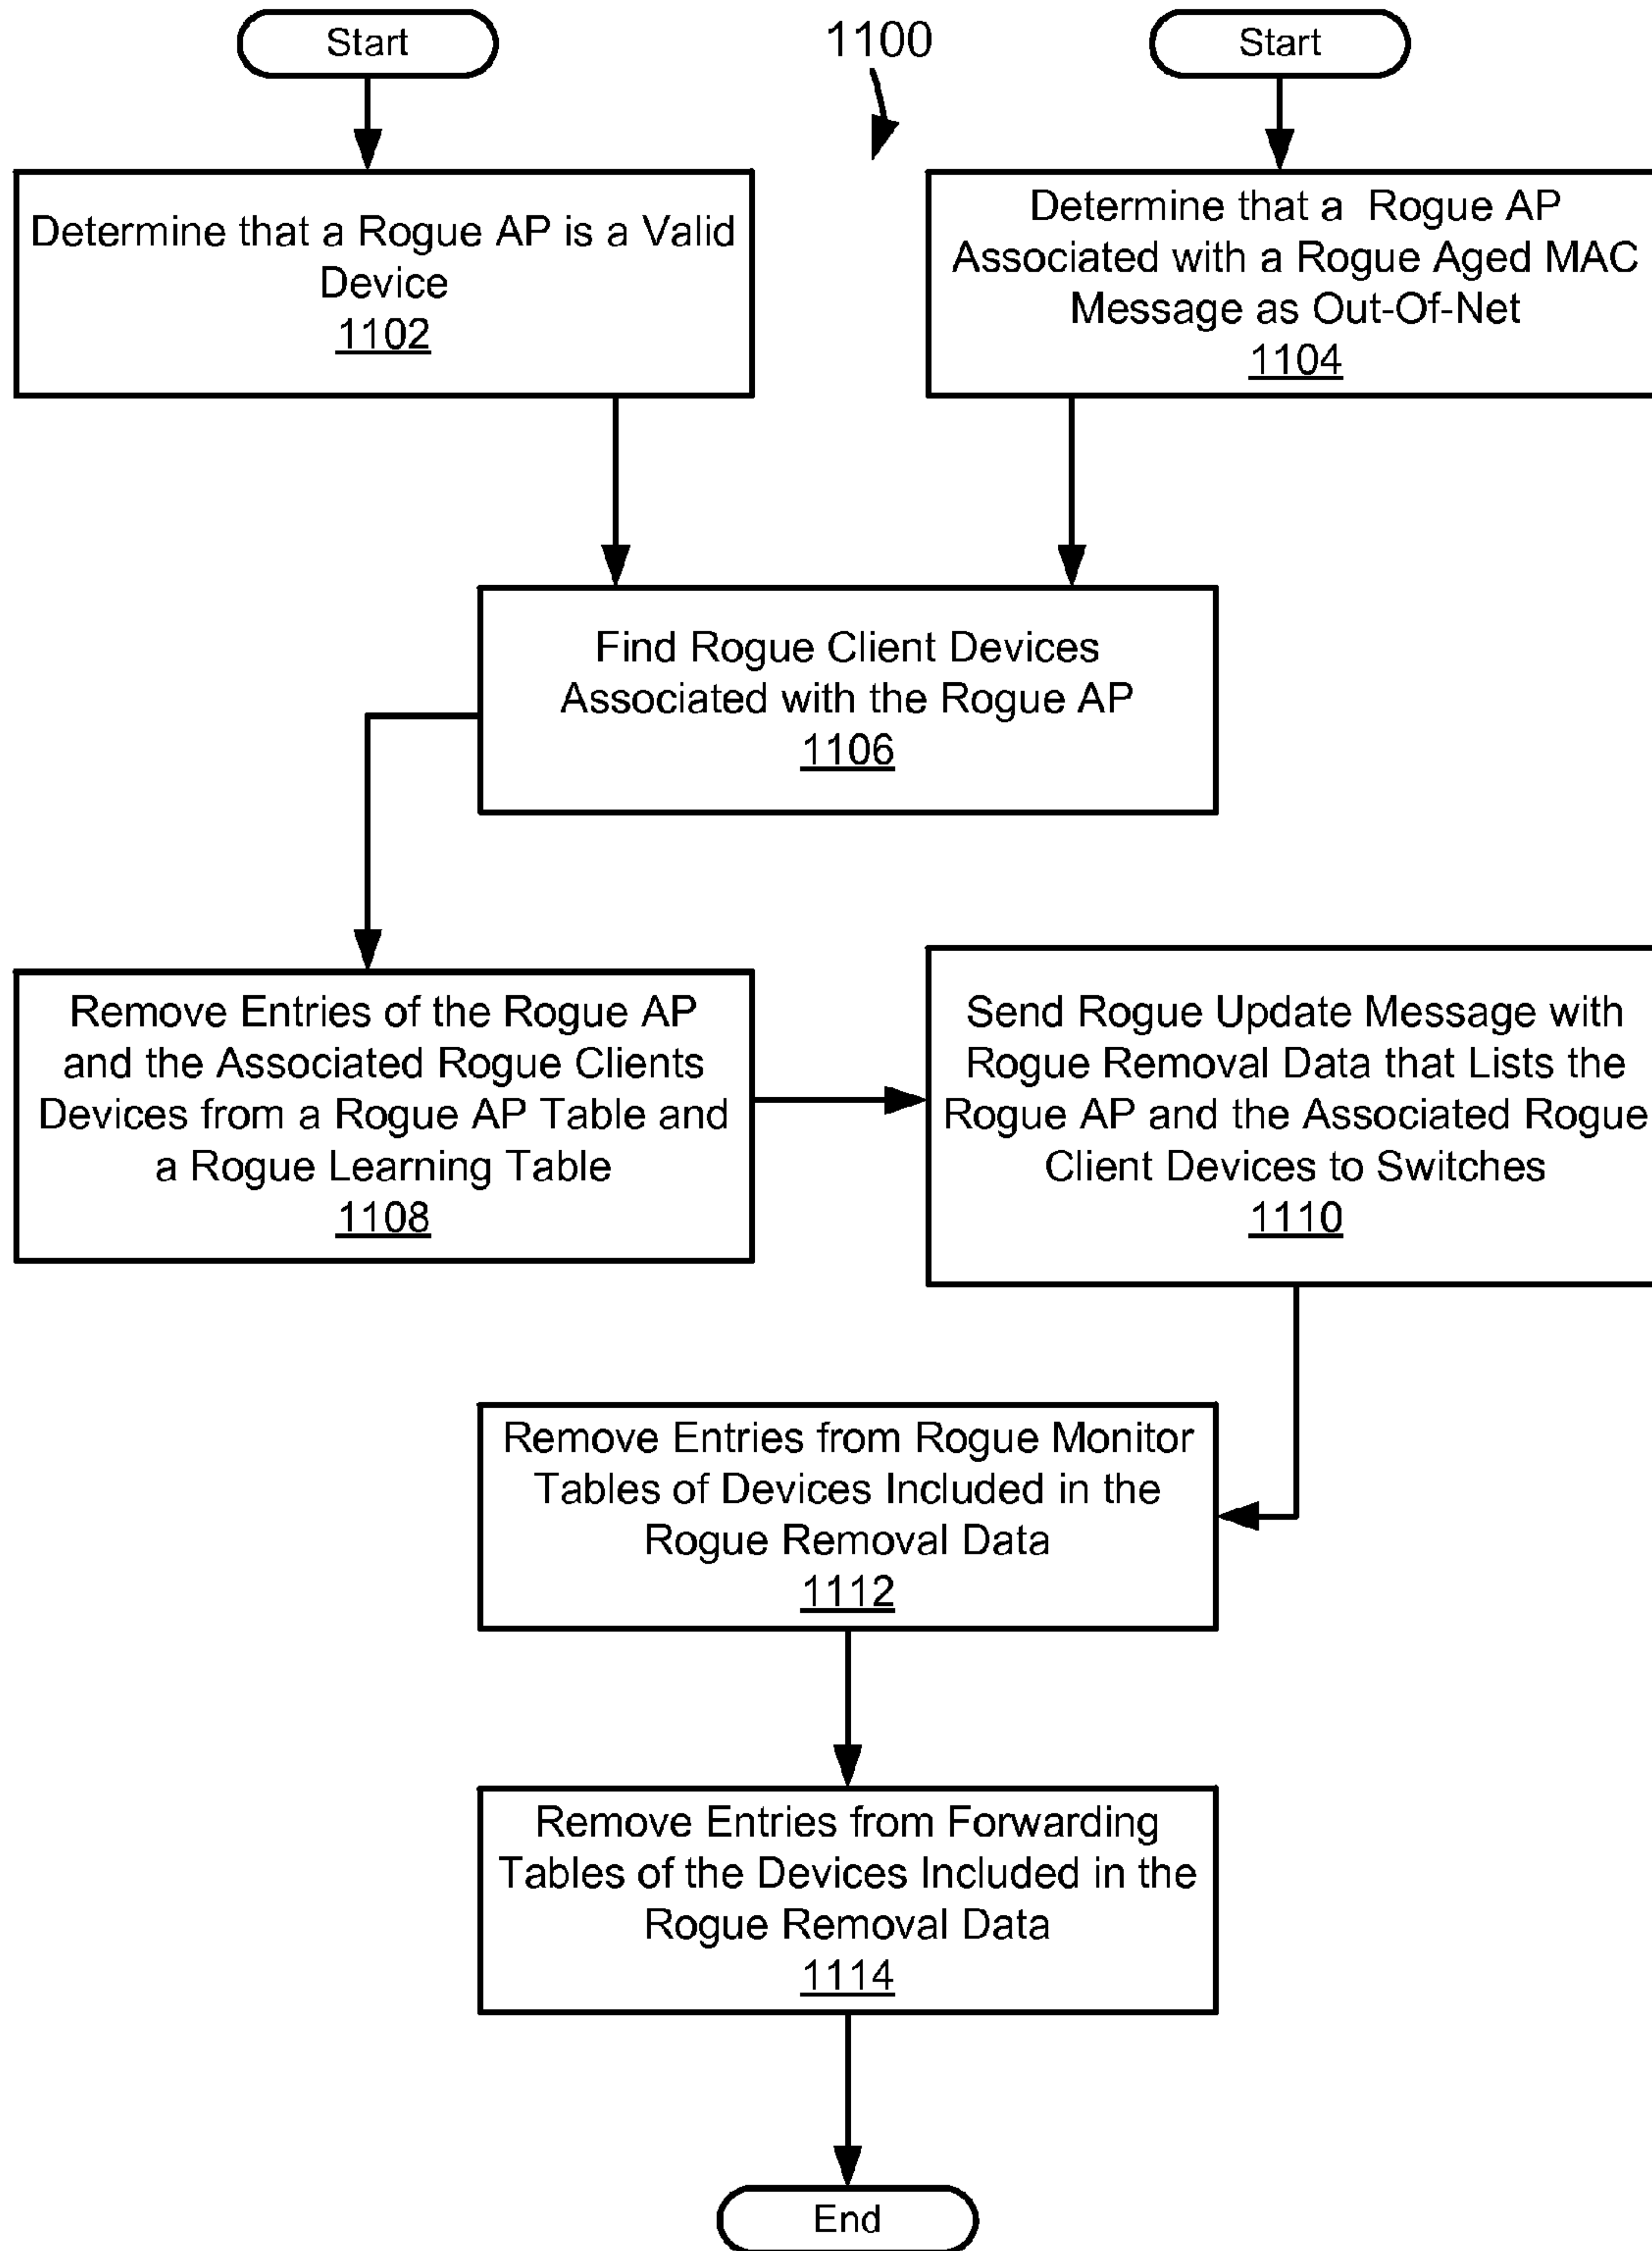 Start
1100
Start
Determine that a Rogue AP is a Valid
Device
1102
Determine that a Rogue AP
Associated with a Rogue Aged MAC
Message as Out-Of-Net
1104
Find Rogue Client Devices
Associated with the Rogue AP
1106
Remove Entries of the Rogue AP
and the Associated Rogue Clients
Devices from a Rogue AP Table and
a Rogue Learning Table
1108
Send Rogue Update Message with
Rogue Removal Data that Lists the
Rogue AP and the Associated Rogue
Client Devices to Switches
1110
Remove Entries from Rogue Monitor
Tables of Devices Included in the
Rogue Removal Data
1112
Remove Entries from Forwarding
Tables of the Devices Included in the
Rogue Removal Data
1114
End